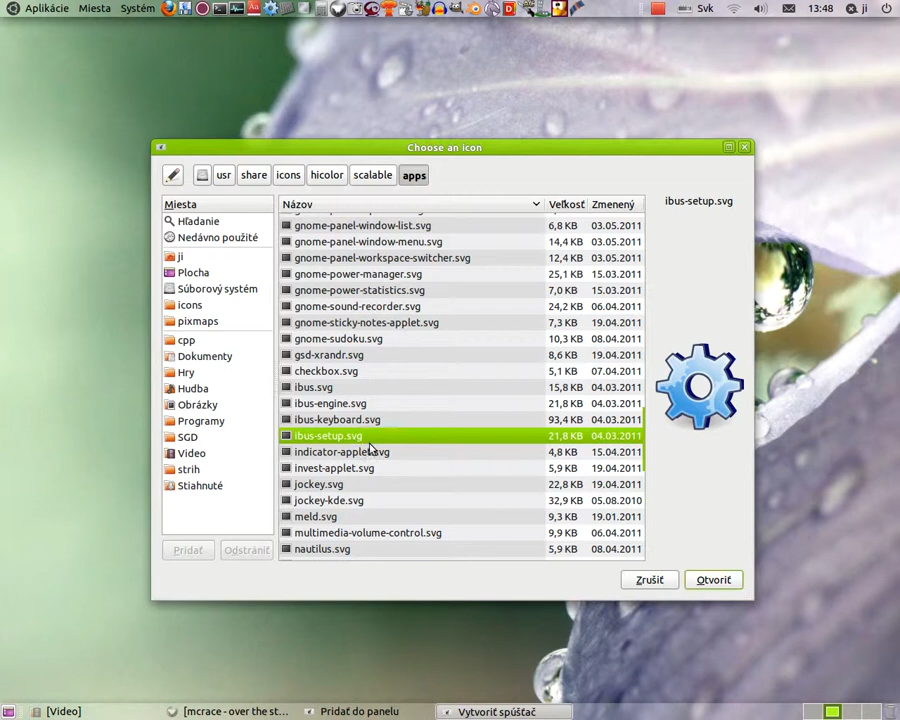 Aplikácie Miesta Systém Svk 13:48 ji
Choose an icon
usr share icons hicolor scalable apps
Miesta
Hľadanie
Nedávno použité
ji
Plocha
Súborový systém
icons
pixmaps
cpp
Dokumenty
Hry
Hudba
Obrázky
Programy
SGD
Video
strih
Stiahnuté
Pridať Odstrániť
Názov Veľkosť Zmenený
gnome-panel-window-list.svg 6,8 KB 03.05.2011
gnome-panel-window-menu.svg 14,4 KB 03.05.2011
gnome-panel-workspace-switcher.svg 12,4 KB 03.05.2011
gnome-power-manager.svg 25,1 KB 15.03.2011
gnome-power-statistics.svg 7,0 KB 15.03.2011
gnome-sound-recorder.svg 24,2 KB 06.04.2011
gnome-sticky-notes-applet.svg 7,3 KB 19.04.2011
gnome-sudoku.svg 10,3 KB 08.04.2011
gsd-xrandr.svg 8,6 KB 19.04.2011
checkbox.svg 5,1 KB 07.04.2011
ibus.svg 15,8 KB 04.03.2011
ibus-engine.svg 21,8 KB 04.03.2011
ibus-keyboard.svg 93,4 KB 04.03.2011
ibus-setup.svg 21,8 KB 04.03.2011
indicator-applet.svg 4,8 KB 15.04.2011
invest-applet.svg 5,9 KB 19.04.2011
jockey.svg 22,8 KB 04.03.2011
jockey-kde.svg 32,9 KB 05.08.2010
meld.svg 9,3 KB 19.01.2011
multimedia-volume-control.svg 9,9 KB 06.04.2011
nautilus.svg 5,9 KB 08.04.2011
ibus-setup.svg
Zrušiť Otvoriť
[Video] [mcrace - over the st... Pridať do panelu Vytvoriť spúšťač